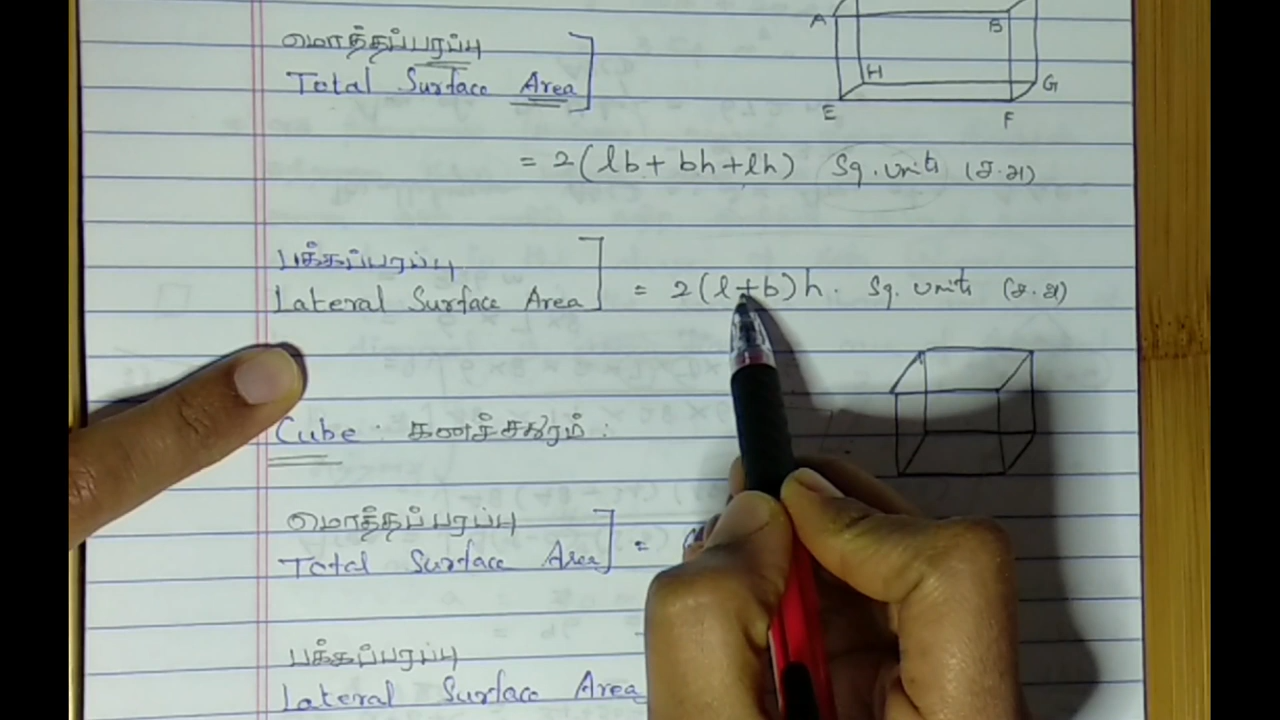 A B
மொத்தப்பரப்பு
Total Surface Area
H G
E F
= 2(lb + bh + lh) Sq. units (ச.அ)
பக்கப்பரப்பு
Lateral Surface Area = 2(l+b)h. Sq. units (ச.அ)
Cube : கனச்சதுரம் :
மொத்தப்பரப்பு
Total Surface Area =
பக்கப்பரப்பு
Lateral Surface Area